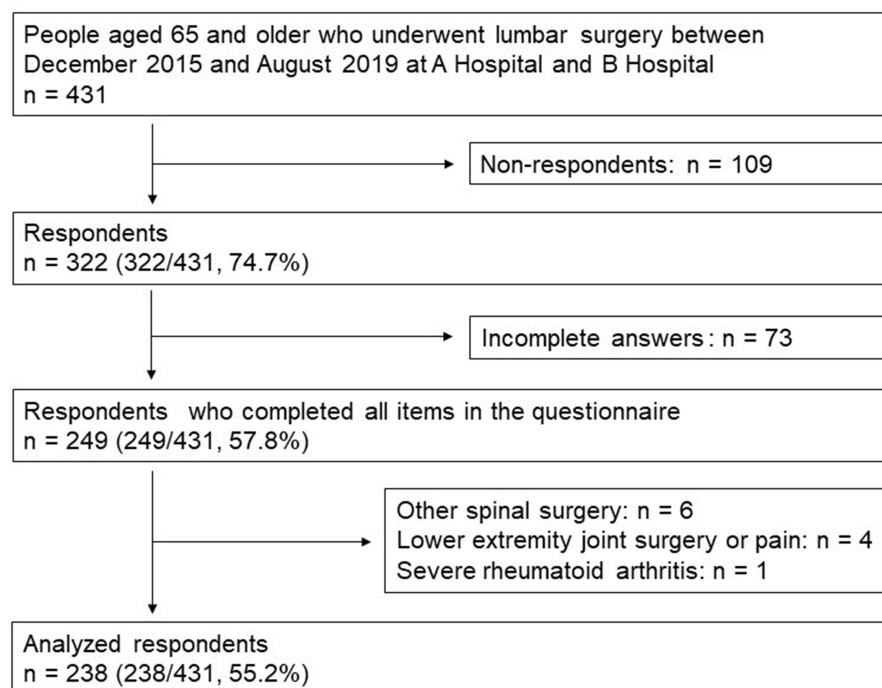 People aged 65 and older who underwent lumbar surgery between
December 2015 and August 2019 at A Hospital and B Hospital
n = 431
Non-respondents: n = 109
Respondents
n = 322 (322/431, 74.7%)
Incomplete answers: n = 73
Respondents who completed all items in the questionnaire
n = 249 (249/431, 57.8%)
Other spinal surgery: n = 6
Lower extremity joint surgery or pain: n = 4
Severe rheumatoid arthritis: n = 1
Analyzed respondents
n = 238 (238/431, 55.2%)